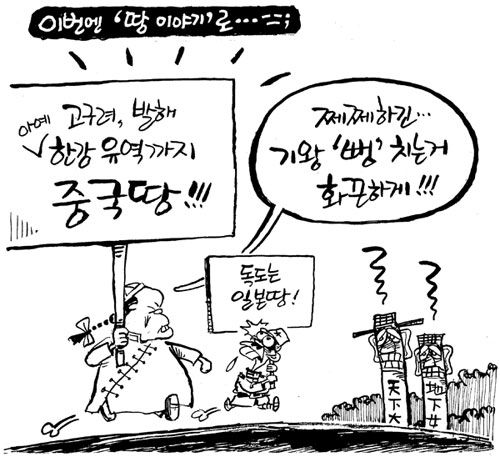 이번엔 '땅 이야기'로...--;
아예 고구려, 발해
한강 유역까지
중국땅!!!
쩨쩨하긴...
기왕 '뻥' 치는거
화끈하게!!!
독도는
일본땅!
天下大
地下女